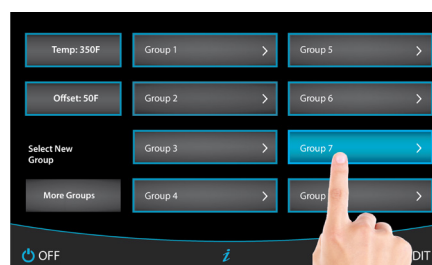 Temp: 350F
Group 1
Group 5
Offset: 50F
Group 2
Group 6
Select New
Group
Group 3
Group 7
More Groups
Group 4
Group
OFF
i